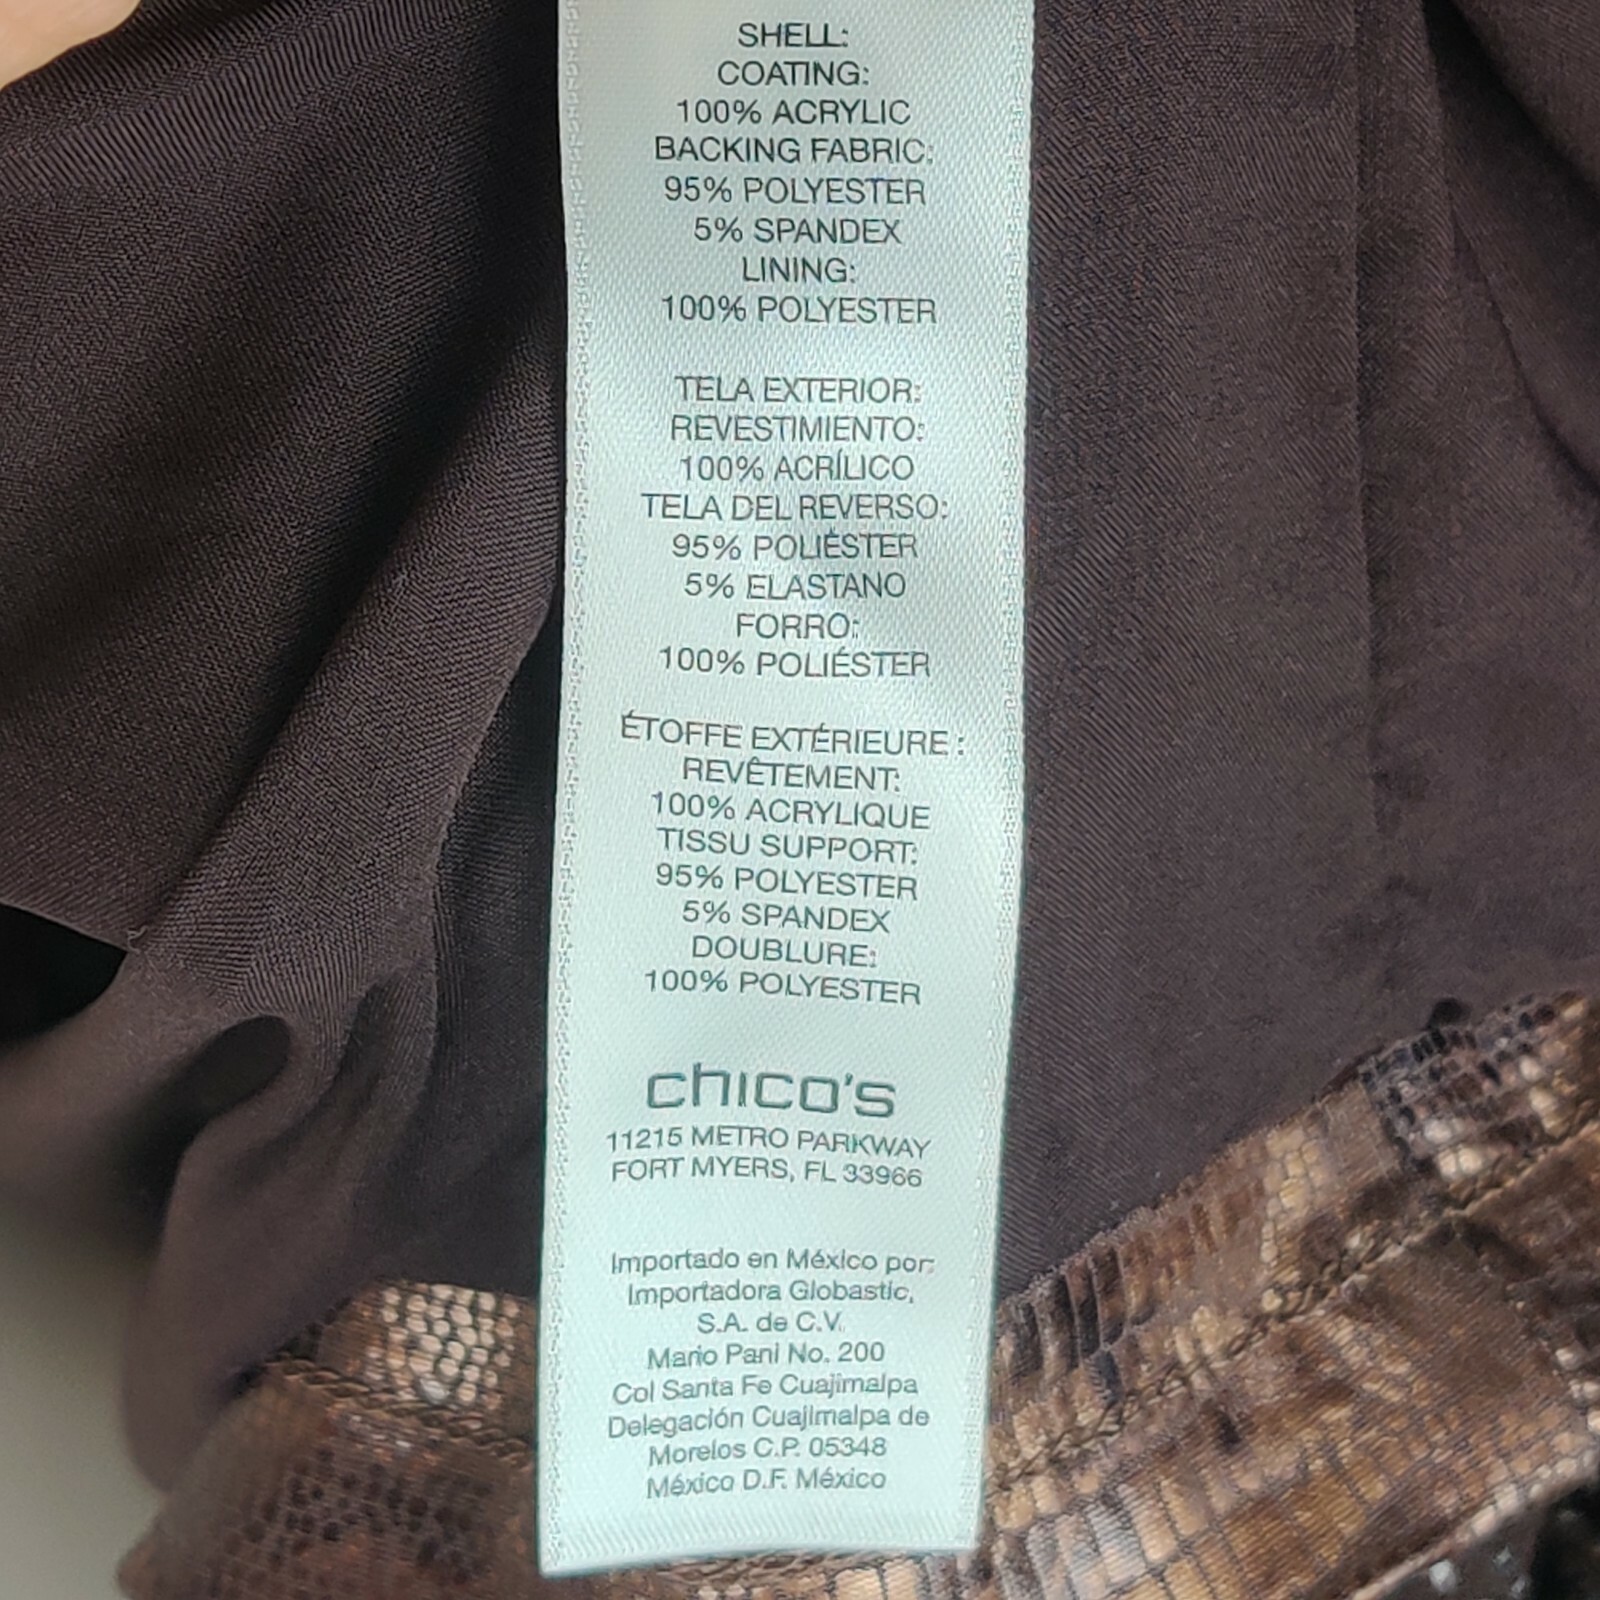 SHELL:
COATING:
100% ACRYLIC
BACKING FABRIC:
95% POLYESTER
5% SPANDEX
LINING:
100% POLYESTER
TELA EXTERIOR:
REVESTIMIENTO:
100% ACRÍLICO
TELA DEL REVERSO:
95% POLIÉSTER
5% ELASTANO
FORRO:
100% POLIÉSTER
ÉTOFFE EXTÉRIEURE :
REVÊTEMENT:
100% ACRYLIQUE
TISSU SUPPORT:
95% POLYESTER
5% SPANDEX
DOUBLURE:
100% POLYESTER
chico's
11215 METRO PARKWAY
FORT MYERS, FL 33966
Importado en México por:
Importadora Globastic,
S.A. de C.V.
Mario Pani No. 200
Col Santa Fe Cuajimalpa
Delegación Cuajimalpa de
Morelos C.P. 05348
México D.F. México